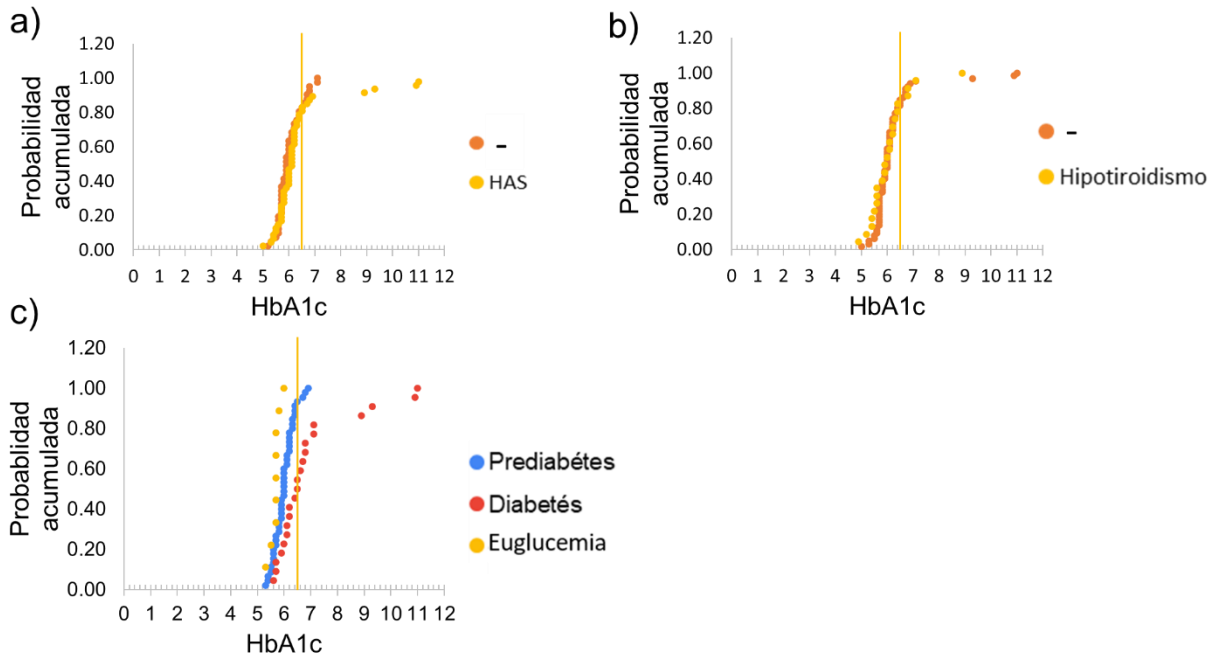 a)
Probabilidad
acumulada
1.20
1.00
0.80
0.60
0.40
0.20
0.00
0 1 2 3 4 5 6 7 8 9 10 11 12
HbA1c
-
HAS
b)
Probabilidad
acumulada
1.20
1.00
0.80
0.60
0.40
0.20
0.00
0 1 2 3 4 5 6 7 8 9 10 11 12
HbA1c
-
Hipotiroidismo
c)
Probablidad
acumulada
1.20
1.00
0.80
0.60
0.40
0.20
0.00
0 1 2 3 4 5 6 7 8 9 10 11 12
HbA1c
Prediabétes
Diabetés
Euglucemia